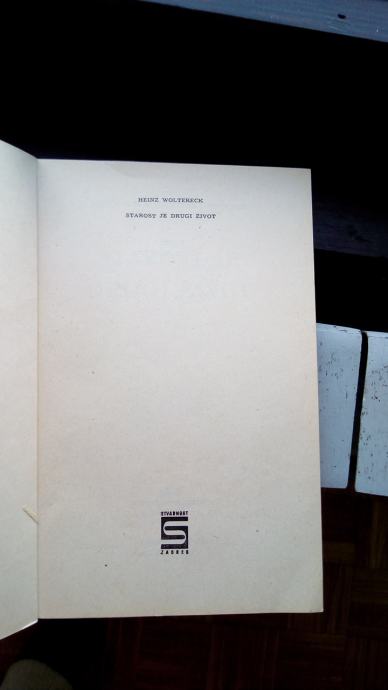 HEINZ WOLTERECK
STAROST JE DRUGI ŽIVOT
STVARNOST
S
ZAGREB